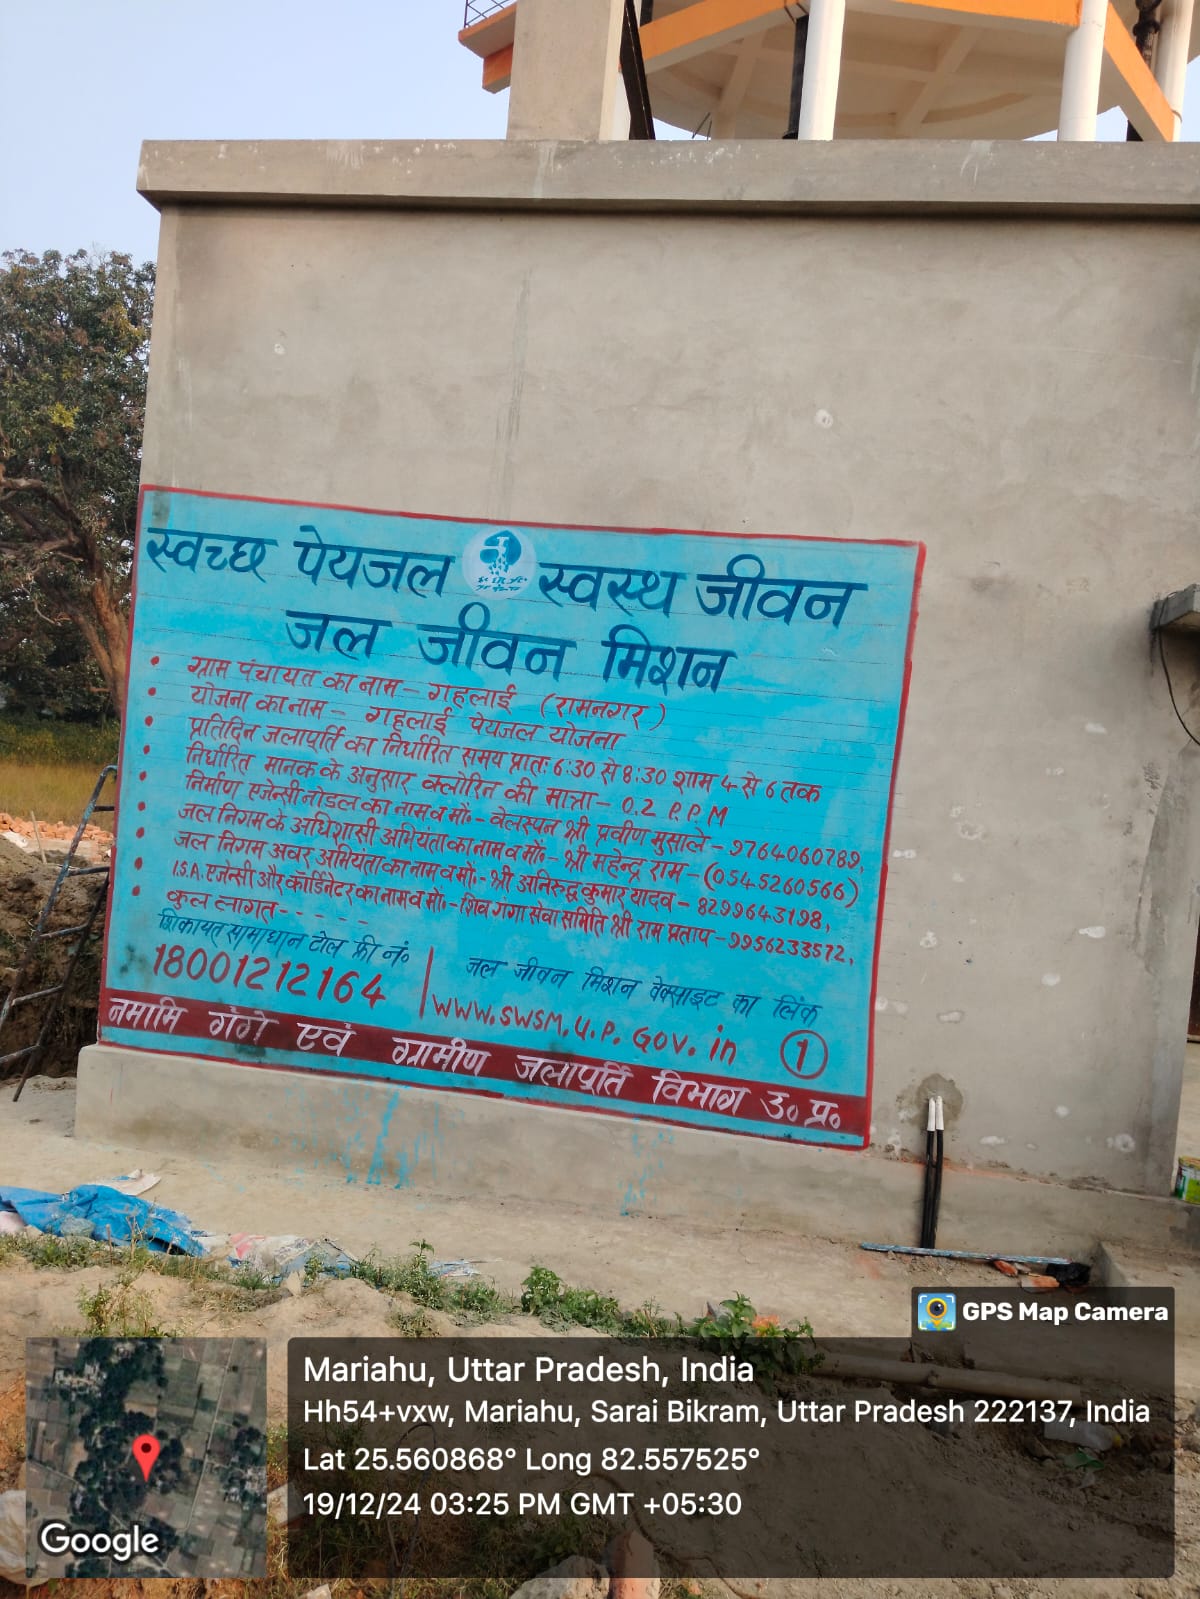 स्वच्छ पेयजल स्वस्थ जीवन
जल जीवन मिशन
• ग्राम पंचायत का नाम - गहलाई (रामनगर)
• योजना का नाम - गहलाई पेयजल योजना
• प्रतिदिन जलापूर्ति का निर्धारित समय प्रातः 6:30 से 8:30 शाम 4 से 6 तक
• निर्धारित मानक के अनुसार क्लोरिन की मात्रा - 0.2 P.P.M
• निर्माण एजेन्सी नोडल का नाम व मो॰ - वेलस्पन श्री प्रवीण मुसाले - 9764060789,
• जल निगम के अधिशासी अभियंता का नाम व मो॰ - श्री महेन्द्र राम - (0545260566)
• जल निगम अवर अभियंता का नाम व मो॰ - श्री अनिरुद्ध कुमार यादव - 8299643198,
• I.S.A. एजेन्सी और कॉर्डिनेटर का नाम व मो॰ - शिव गंगा सेवा समिति श्री राम प्रताप - 9956233572,
• कुल लागत - - - - -
शिकायत सामाधान टोल फ्री नं॰
18001212164
जल जीवन मिशन वेक्साइट का लिंक
www.swsm.u.p.Gov.in
1
नमामि गंगे एवं ग्रामीण जलापूर्ति विभाग उ॰ प्र॰
GPS Map Camera
Mariahu, Uttar Pradesh, India
Hh54+vxw, Mariahu, Sarai Bikram, Uttar Pradesh 222137, India
Lat 25.560868° Long 82.557525°
19/12/24 03:25 PM GMT +05:30
Google